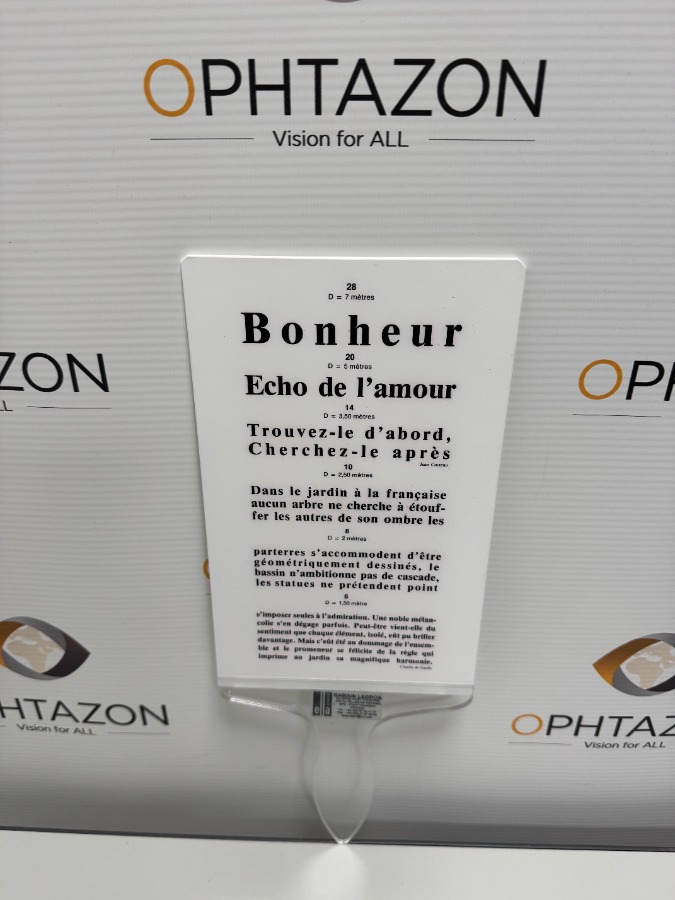 OPHTAZON
Vision for ALL
28
D = 7 mètres
Bonheur
20
D = 5 mètres
Echo de l'amour
14
D = 3,50 mètres
Trouvez-le d'abord,
Cherchez-le après
Jean Cocteau
10
D = 2,50 mètres
Dans le jardin à la française
aucun arbre ne cherche à étouf-
fer les autres de son ombre les
8
D = 2 mètres
parterres s'accommodent d'être
géométriquement dessinés, le
bassin n'ambitionne pas de cascade,
les statues ne prétendent point
6
D = 1,50 mètre
s'imposer seules à l'admiration. Une noble mélan-
colie s'en dégage parfois. Peut-être vient-elle du
sentiment que chaque élément, isolé, eût pu briller
davantage. Mais c'eût été au dommage de l'ensem-
ble et le promeneur se félicite de la règle qui
imprime au jardin sa magnifique harmonie.
Charles de Gaulle
DAMAIN LEGROS
ZON
LL
OP
HTAZON
Vision for ALL
OPHTAZ
Vision for ALL